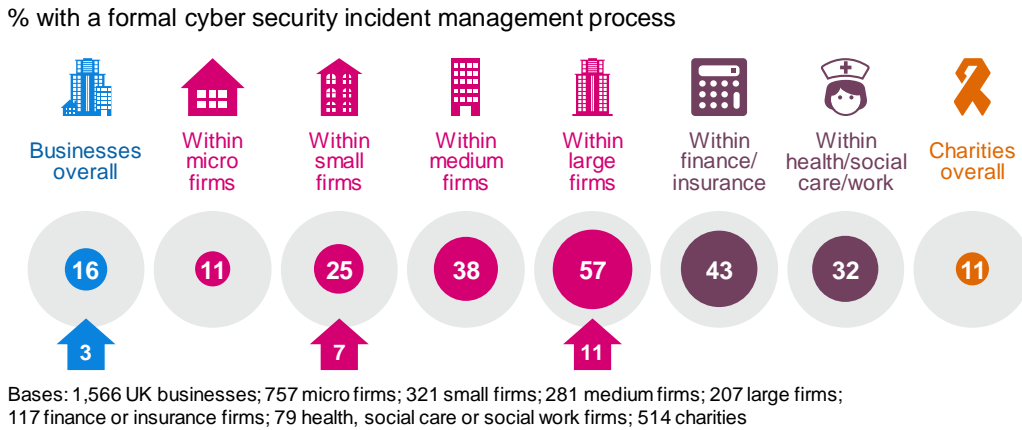 % with a formal cyber security incident management process
Businesses
overall
Within
micro
firms
Within
small
firms
Within
medium
firms
Within
large
firms
Within
finance/
insurance
Within
health/social
care/work
Charities
overall
16
11
25
38
57
43
32
11
3
7
11
Bases: 1,566 UK businesses; 757 micro firms; 321 small firms; 281 medium firms; 207 large firms;
117 finance or insurance firms; 79 health, social care or social work firms; 514 charities